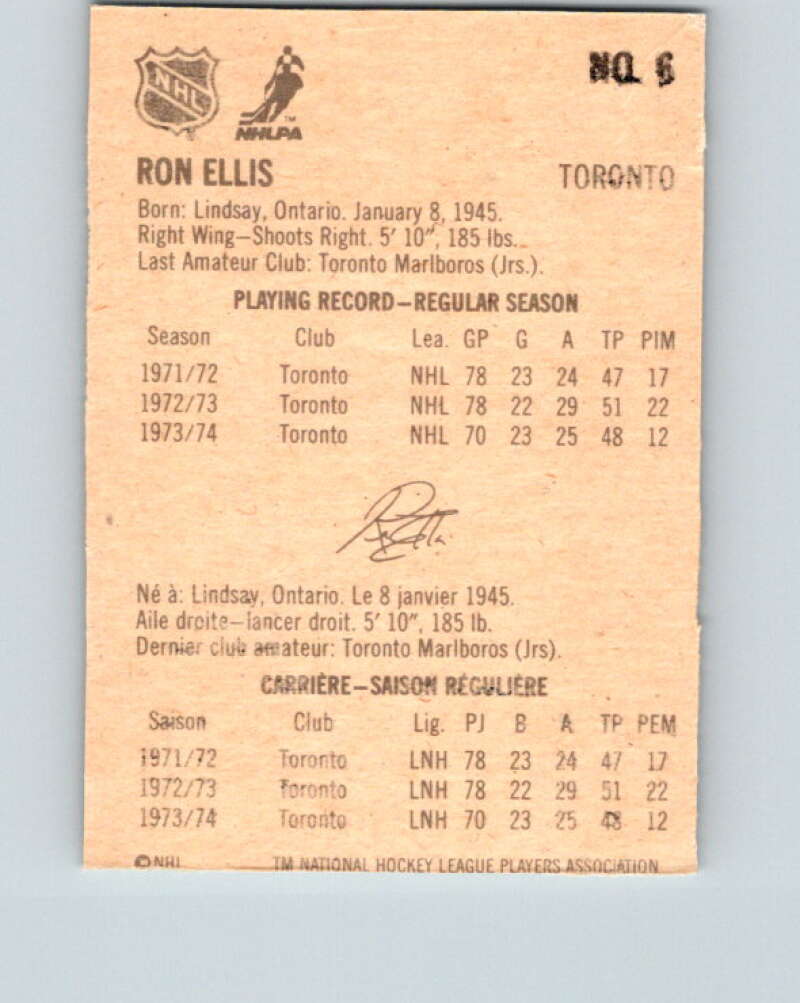 NHL
NHLPA TM
NO. 6
RON ELLIS TORONTO
Born: Lindsay, Ontario. January 8, 1945.
Right Wing–Shoots Right. 5′ 10″, 185 lbs.
Last Amateur Club: Toronto Marlboros (Jrs.).
PLAYING RECORD–REGULAR SEASON
Season Club Lea. GP G A TP PIM
1971/72 Toronto NHL 78 23 24 47 17
1972/73 Toronto NHL 78 22 29 51 22
1973/74 Toronto NHL 70 23 25 48 12
Ron Ellis
Né à: Lindsay, Ontario. Le 8 janvier 1945.
Aile droite–lancer droit. 5′ 10″, 185 lb.
Dernier club amateur: Toronto Marlboros (Jrs).
CARRIÈRE–SAISON RÉGULIÈRE
Saison Club Lig. PJ B A TP PEM
1971/72 Toronto LNH 78 23 24 47 17
1972/73 Toronto LNH 78 22 29 51 22
1973/74 Toronto LNH 70 23 25 48 12
© NHL TM NATIONAL HOCKEY LEAGUE PLAYERS ASSOCIATION